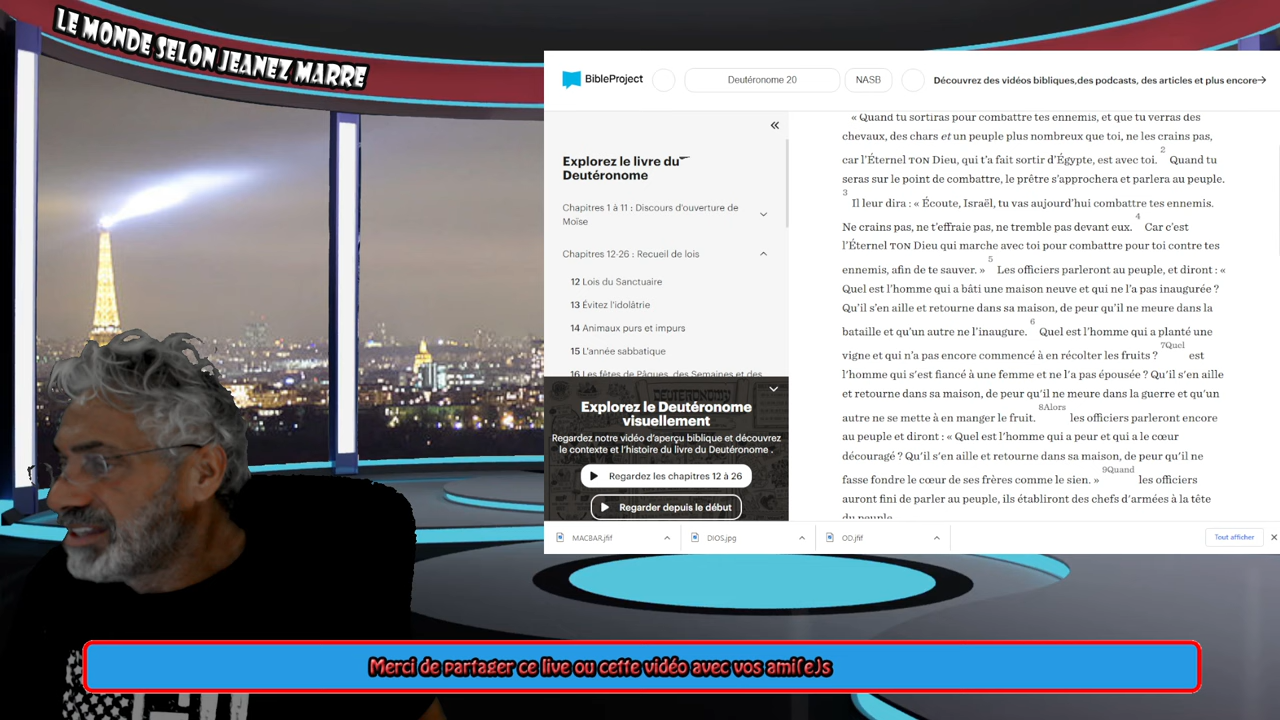 LE MONDE SELON JEANEZ MARRE
BibleProject
Deutéronome 20
NASB
Découvrez des vidéos bibliques,des podcasts, des articles et plus encore→
Explorez le livre du
Deutéronome
Chapitres 1 à 11 : Discours d'ouverture de
Moïse
Chapitres 12-26 : Recueil de lois
12 Lois du Sanctuaire
13 Évitez l'idolâtrie
14 Animaux purs et impurs
15 L'année sabbatique
16 Les fêtes de Pâques, des Semaines et des
Explorez le Deutéronome
visuellement
Regardez notre vidéo d'aperçu biblique et découvrez
le contexte et l'histoire du livre du Deutéronome .
Regardez les chapitres 12 à 26
Regarder depuis le début
« Quand tu sortiras pour combattre tes ennemis, et que tu verras des
chevaux, des chars et un peuple plus nombreux que toi, ne les crains pas,
car l'Éternel TON Dieu, qui t'a fait sortir d'Égypte, est avec toi. 2 Quand tu
seras sur le point de combattre, le prêtre s'approchera et parlera au peuple.
3 Il leur dira : « Écoute, Israël, tu vas aujourd'hui combattre tes ennemis.
Ne crains pas, ne t'effraie pas, ne tremble pas devant eux. 4 Car c'est
l'Éternel TON Dieu qui marche avec toi pour combattre pour toi contre tes
ennemis, afin de te sauver. » 5 Les officiers parleront au peuple, et diront : «
Quel est l'homme qui a bâti une maison neuve et qui ne l'a pas inaugurée ?
Qu'il s'en aille et retourne dans sa maison, de peur qu'il ne meure dans la
bataille et qu'un autre ne l'inaugure. 6 Quel est l'homme qui a planté une
vigne et qui n'a pas encore commencé à en récolter les fruits ? 7Quel est
l'homme qui s'est fiancé à une femme et ne l'a pas épousée ? Qu'il s'en aille
et retourne dans sa maison, de peur qu'il ne meure dans la guerre et qu'un
autre ne se mette à en manger le fruit. 8Alors les officiers parleront encore
au peuple et diront : « Quel est l'homme qui a peur et qui a le cœur
découragé ? Qu'il s'en aille et retourne dans sa maison, de peur qu'il ne
fasse fondre le cœur de ses frères comme le sien. » 9Quand les officiers
auront fini de parler au peuple, ils établiront des chefs d'armées à la tête
du peuple
MACBAR.jfif
DIOS.jpg
OD.jfif
Tout afficher
Merci de partager ce live ou cette vidéo avec vos ami(e)s